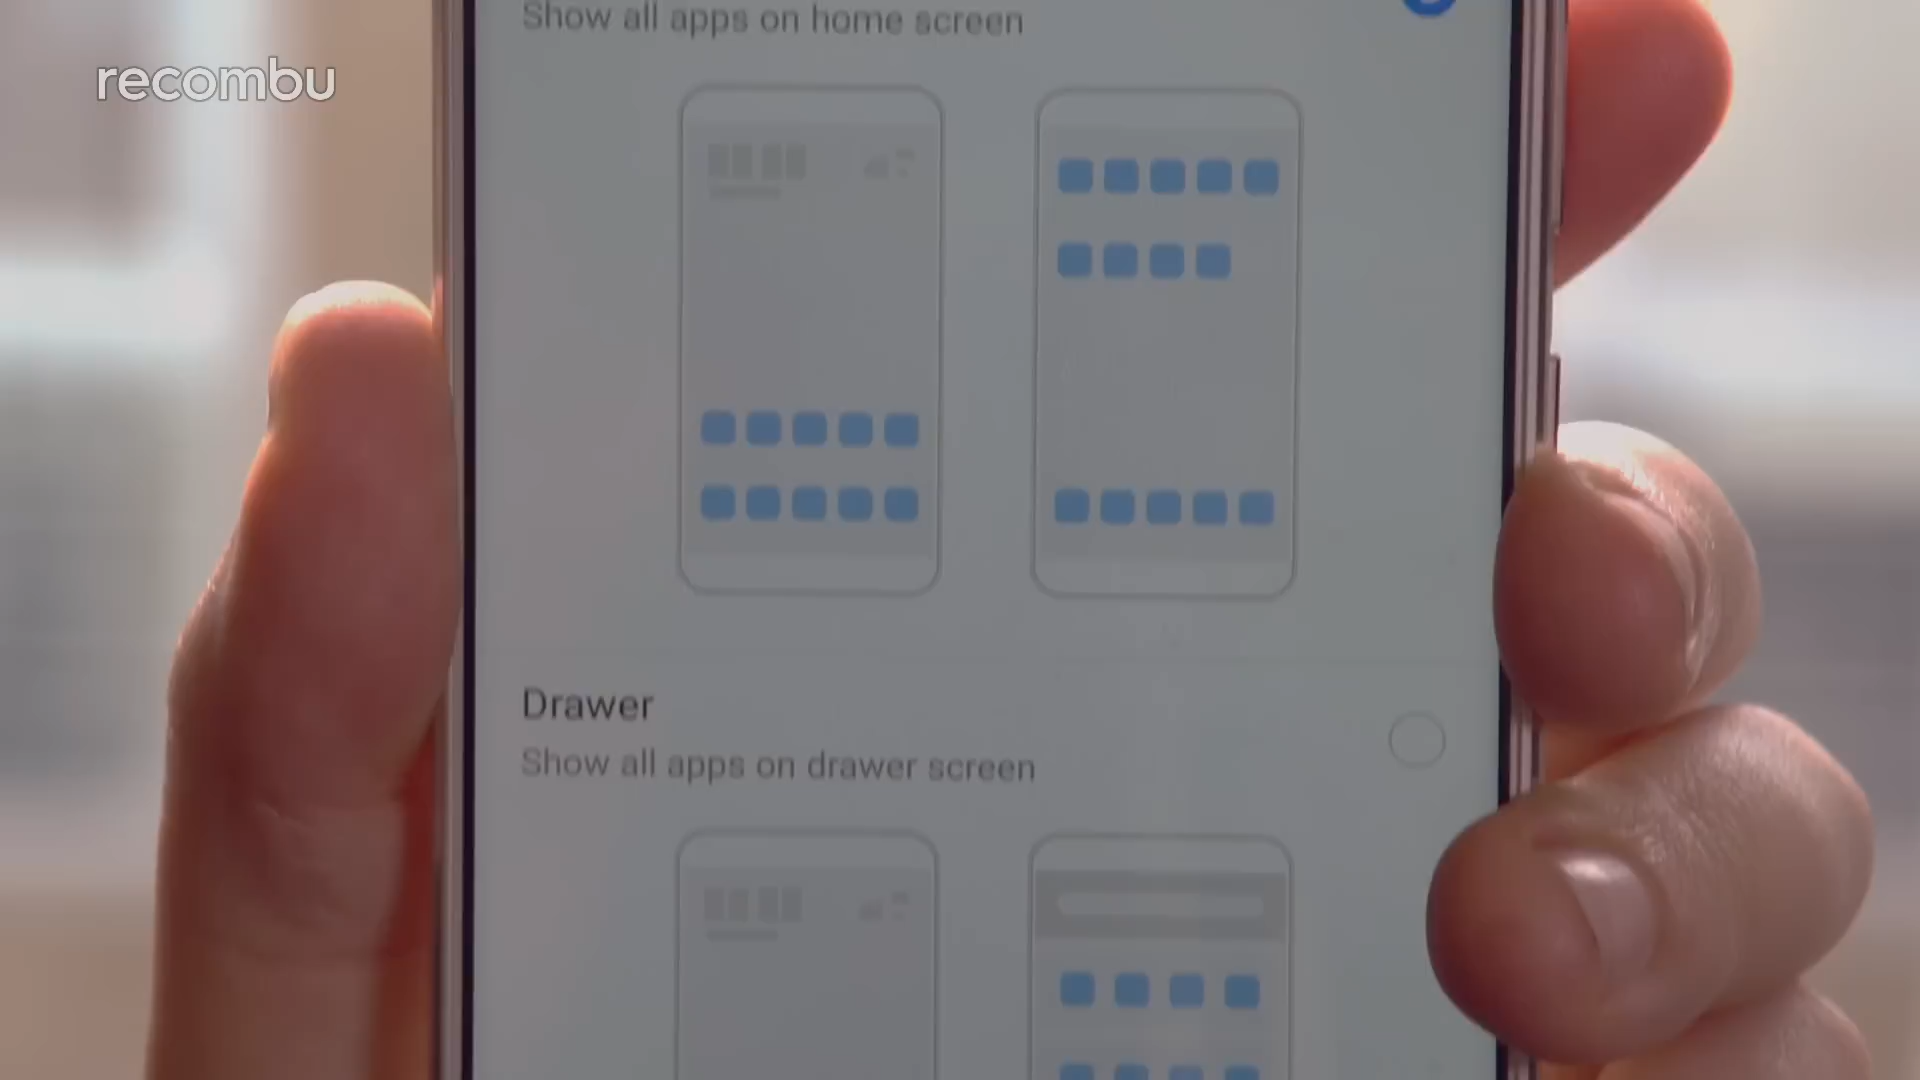 Show all apps on home screen
recombu
Drawer
Show all apps on drawer screen